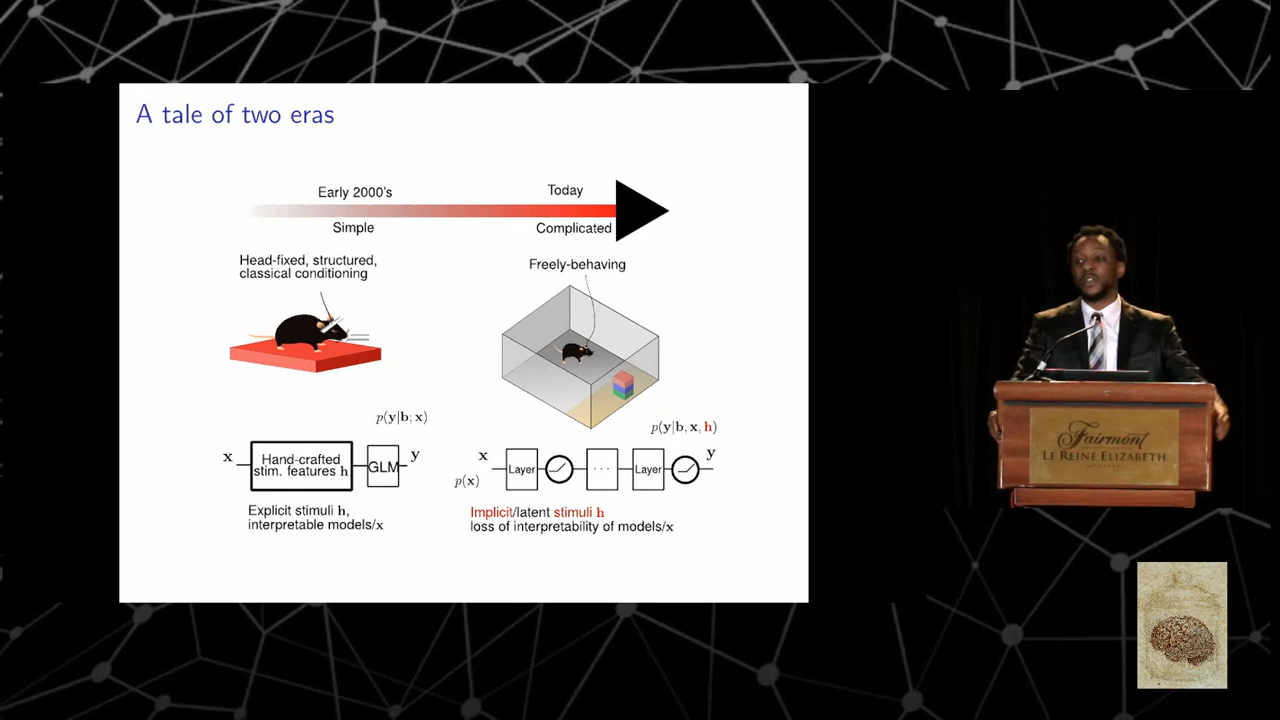 A tale of two eras
Early 2000's
Today
Simple
Complicated
Head-fixed, structured,
classical conditioning
Freely-behaving
p(y|b; x)
p(y|b, x, h)
x
Hand-crafted
stim. features h
GLM
y
x
p(x)
Layer
· · ·
Layer
y
Explicit stimuli h,
interpretable models/x
Implicit/latent stimuli h
loss of interpretability of models/x
Fairmont
LE REINE ELIZABETH
MONTREAL